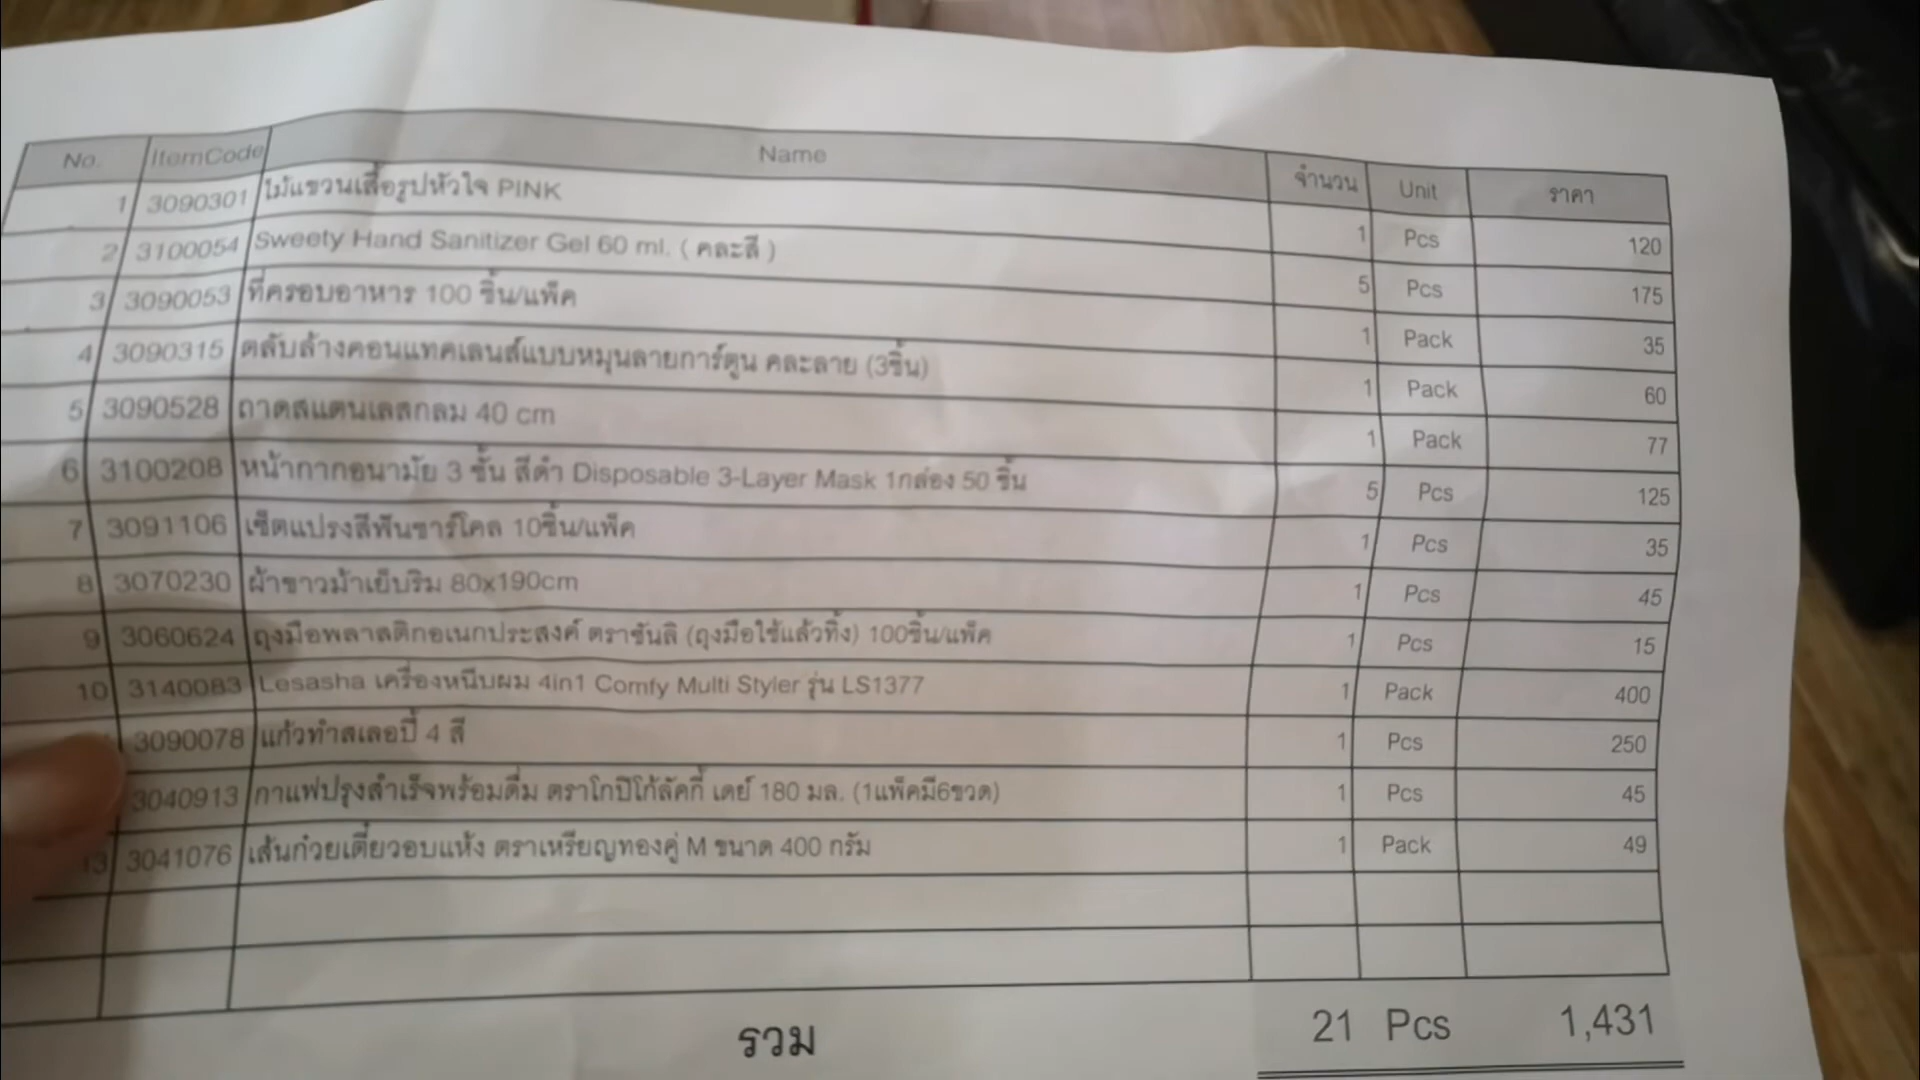 No. ItemCode Name จำนวน Unit ราคา
1 3090301 ไม้แขวนเสื้อรูปหัวใจ PINK 1 Pcs 120
2 3100054 Sweety Hand Sanitizer Gel 60 ml. ( คละสี ) 5 Pcs 175
3 3090053 ที่ครอบอาหาร 100 ชิ้น/แพ็ค 1 Pack 35
4 3090315 ตลับล้างคอนแทคเลนส์แบบหมุนลายการ์ตูน คละลาย (3ชิ้น) 1 Pack 60
5 3090528 ถาดสแตนเลสกลม 40 cm 1 Pack 77
6 3100208 หน้ากากอนามัย 3 ชั้น สีดำ Disposable 3-Layer Mask 1กล่อง 50 ชิ้น 5 Pcs 125
7 3091106 เซ็ตแปรงสีฟันชาร์โคล 10ชิ้น/แพ็ค 1 Pcs 35
8 3070230 ผ้าขาวม้าเย็บริม 80x190cm 1 Pcs 45
9 3060624 ถุงมือพลาสติกอเนกประสงค์ ตราซันลิ (ถุงมือใช้แล้วทิ้ง) 100ชิ้น/แพ็ค 1 Pcs 15
10 3140083 Lesasha เครื่องหนีบผม 4in1 Comfy Multi Styler รุ่น LS1377 1 Pack 400
3090078 แก้วทำสเลอปี้ 4 สี 1 Pcs 250
3040913 กาแฟปรุงสำเร็จพร้อมดื่ม ตราโกปิโก้ลัคกี้ เดย์ 180 มล. (1แพ็คมี6ขวด) 1 Pcs 45
13 3041076 เส้นก๋วยเตี๋ยวอบแห้ง ตราเหรียญทองคู่ M ขนาด 400 กรัม 1 Pack 49
รวม 21 Pcs 1,431